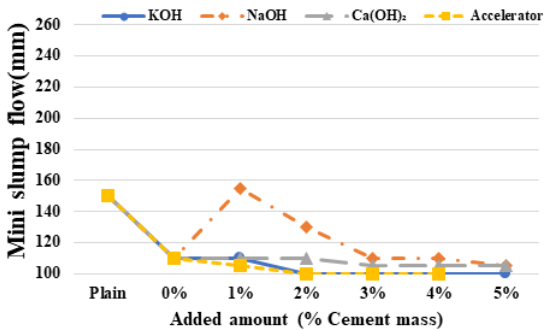 KOH NaOH Ca(OH)₂ Accelerator
260
240
220
200
180
160
140
120
100
Mini slump flow(mm)
Plain 0% 1% 2% 3% 4% 5%
Added amount (% Cement mass)